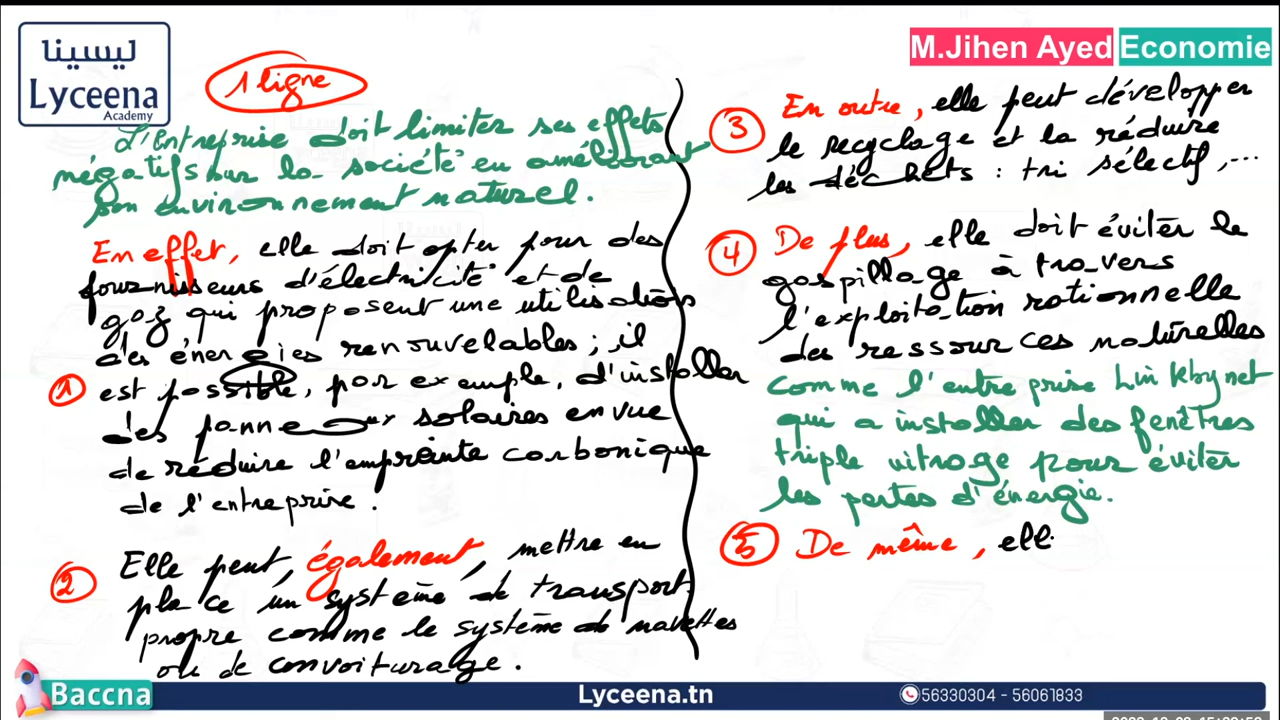 ليسينا
Lyceena
Academy
M.Jihen Ayed Economie
1 ligne
L'Entreprise doit limiter ses effets
négatifs sur la société en améliorant
son environnement naturel.
En effet, elle doit opter pour des
fournisseurs d'électricité et de
gaz qui proposent une utilisations
des énergies renouvelables ; il
① est possible, par exemple, d'installer
des panneaux solaires en vue
de réduire l'empreinte carbonique
de l'entreprise.
② Elle peut, également, mettre en
place un système de transport
propre comme le système de navettes
ou de convoiturage.
③ En outre, elle peut développer
le recyclage et la réduire
les déchets : tri sélectif, ...
④ De plus, elle doit éviter le
gaspillage à travers
l'exploitation rationnelle
des ressources naturelles
comme l'entreprise
qui a installer des fenêtres
triple vitrage pour éviter
les pertes d'énergie.
⑤ De même, elle
Baccna
Lyceena.tn
56330304 - 56061833